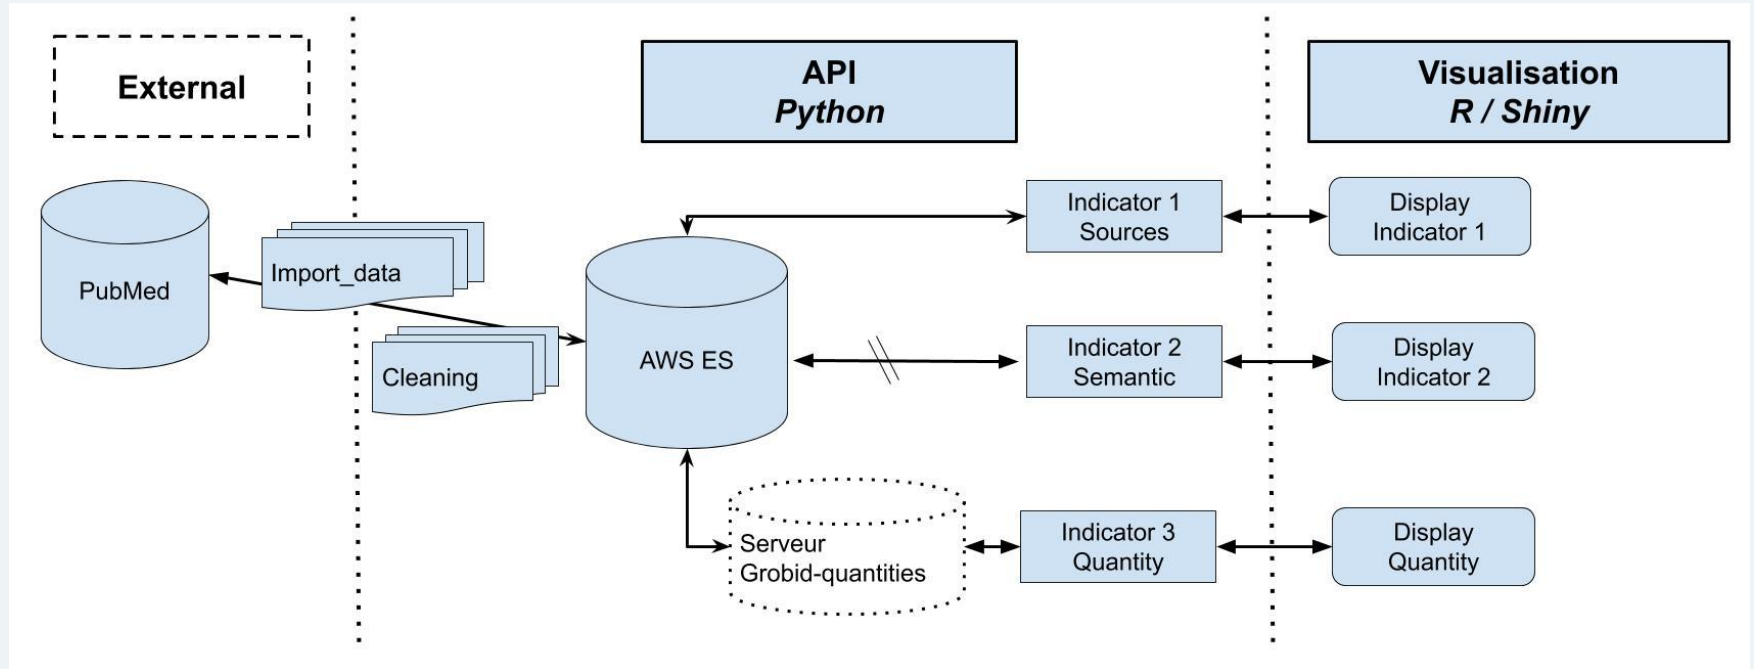 External
API
Python
Visualisation
R / Shiny
PubMed
Import_data
Cleaning
AWS ES
Indicator 1
Sources
Display
Indicator 1
Indicator 2
Semantic
Display
Indicator 2
Serveur
Grobid-quantities
Indicator 3
Quantity
Display
Quantity